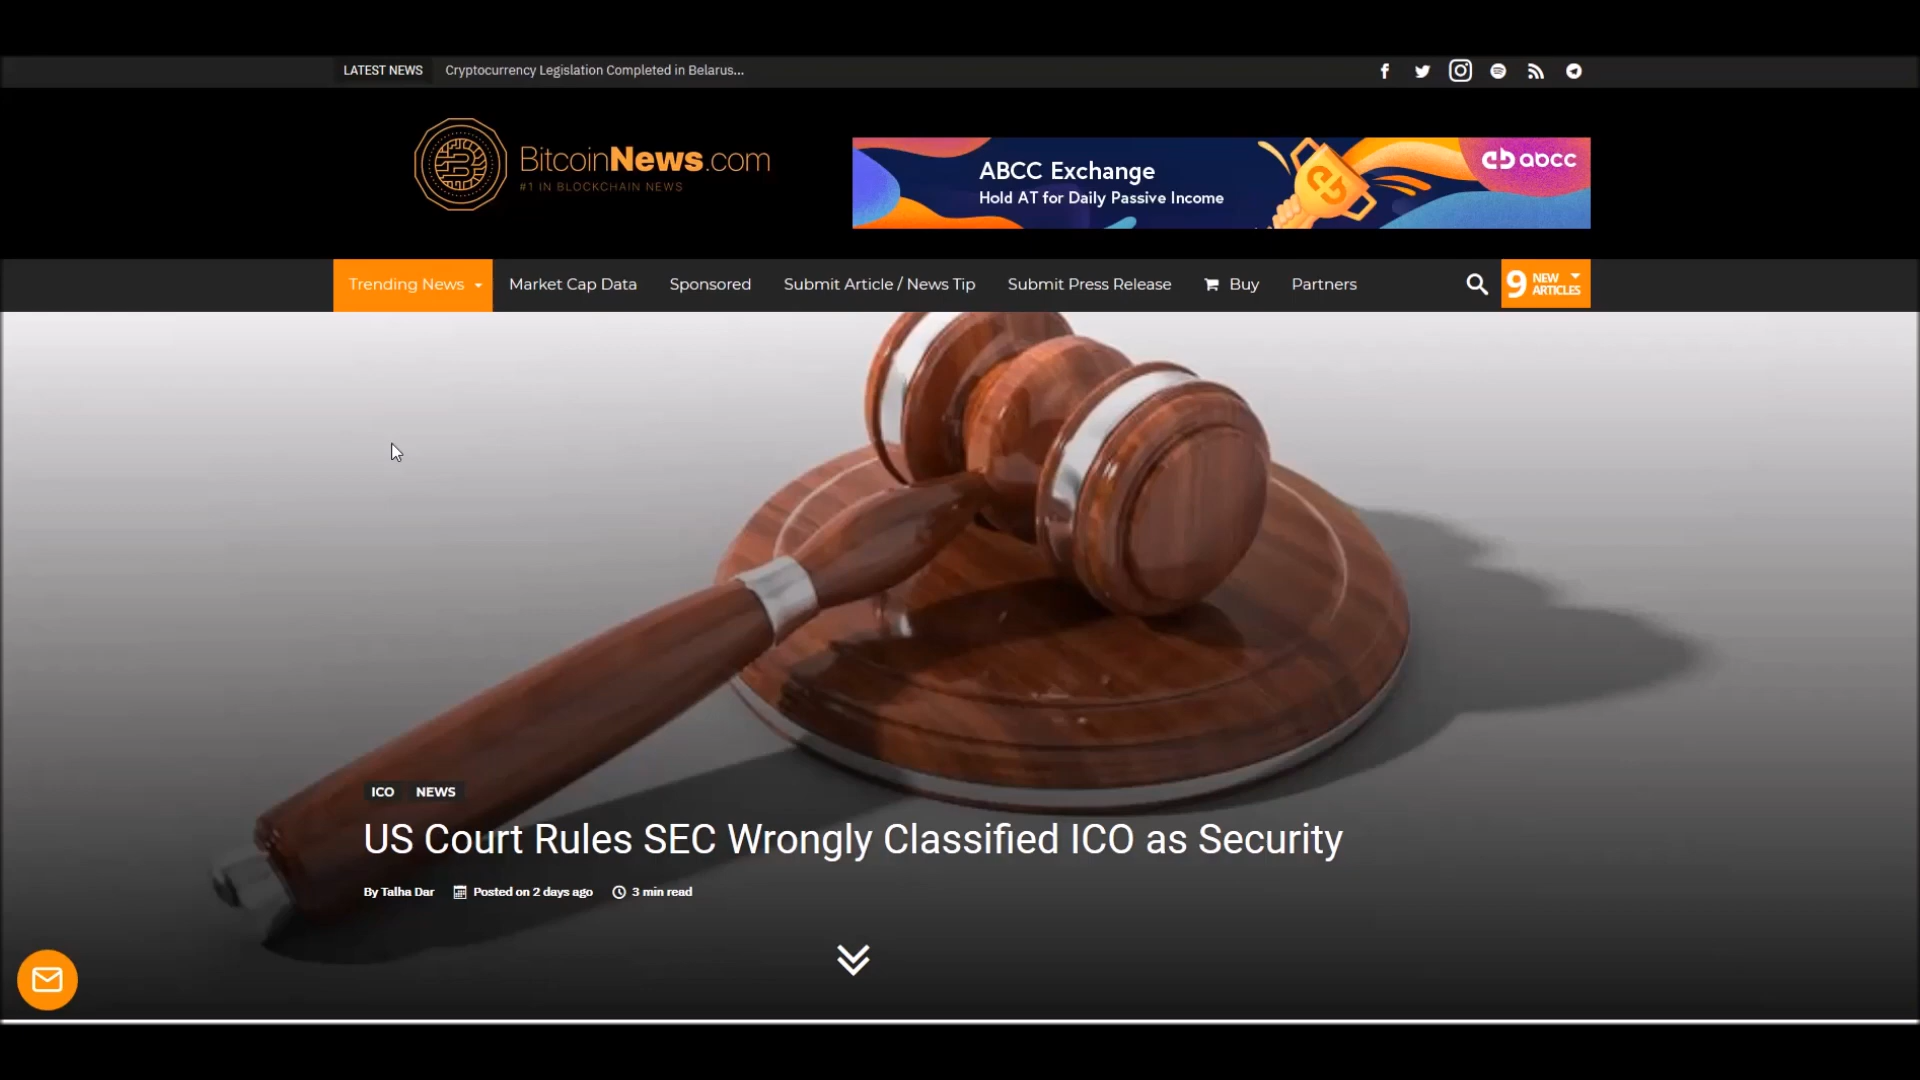 LATEST NEWS Cryptocurrency Legislation Completed in Belarus...
BitcoinNews.com
#1 IN BLOCKCHAIN NEWS
ABCC Exchange
Hold AT for Daily Passive Income
abcc
Trending News Market Cap Data Sponsored Submit Article / News Tip Submit Press Release Buy Partners
9 NEW ARTICLES
ICO NEWS
US Court Rules SEC Wrongly Classified ICO as Security
By Talha Dar Posted on 2 days ago 3 min read